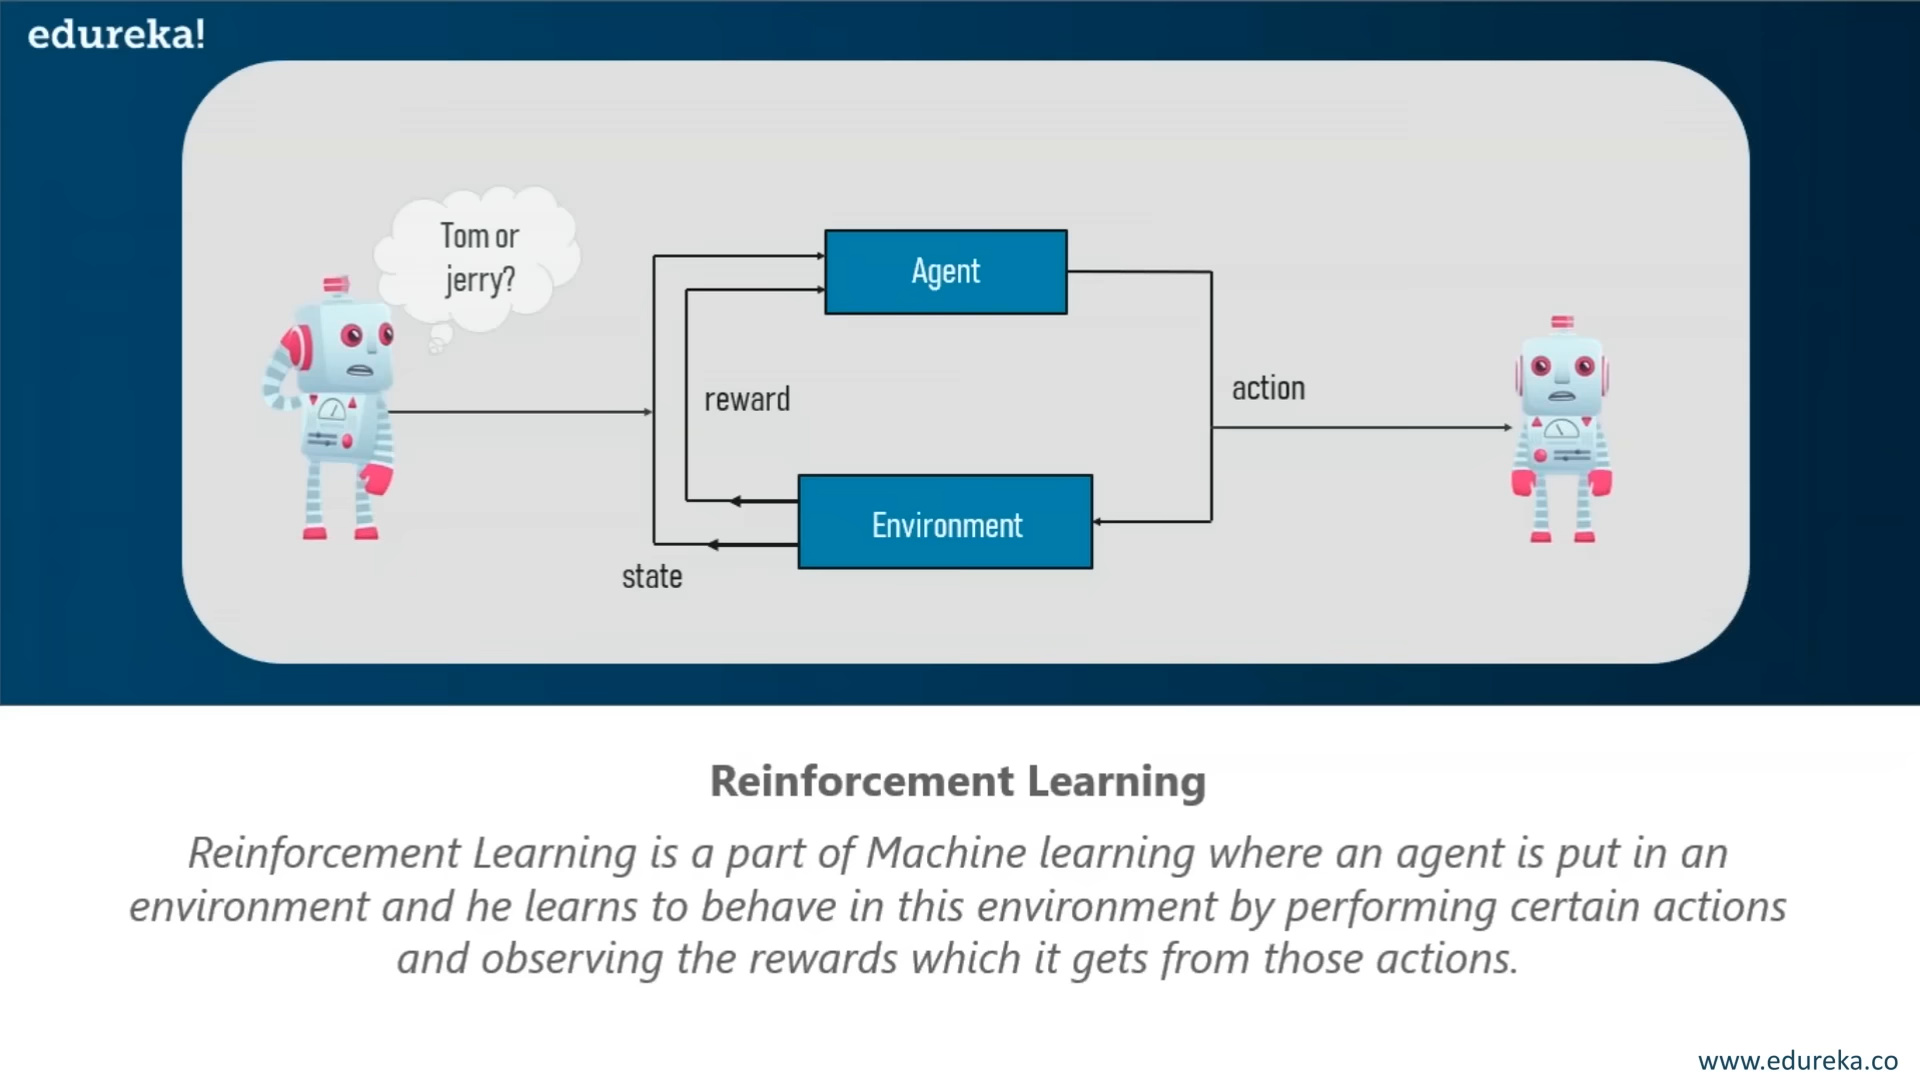 edureka!
Tom or
jerry?
Agent
reward
action
Environment
state
Reinforcement Learning
Reinforcement Learning is a part of Machine learning where an agent is put in an
environment and he learns to behave in this environment by performing certain actions
and observing the rewards which it gets from those actions.
www.edureka.co